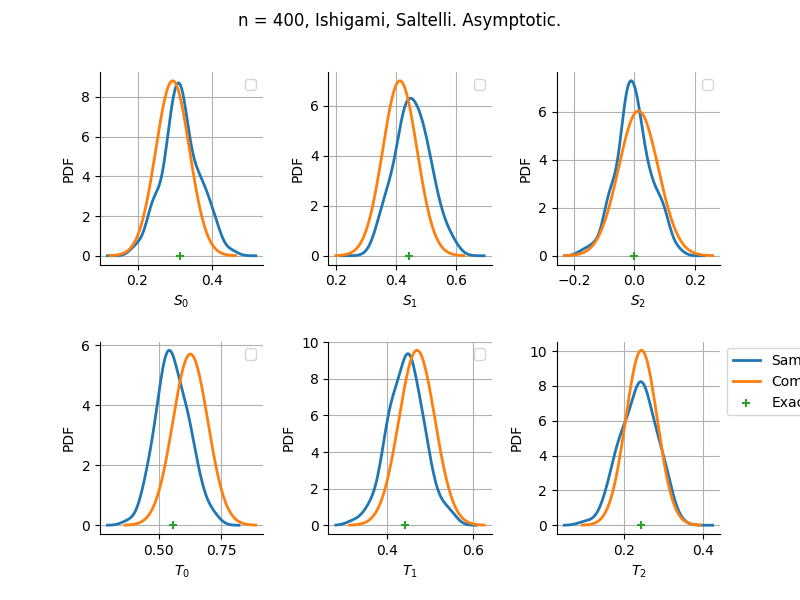 n = 400, Ishigami, Saltelli. Asymptotic.
PDF
8
6
4
2
0
0.2 0.4
S0
PDF
6
4
2
0
0.2 0.4 0.6
S1
PDF
6
4
2
0
−0.2 0.0 0.2
S2
PDF
6
4
2
0
0.50 0.75
T0
PDF
10
8
6
4
2
0
0.4 0.6
T1
PDF
10
8
6
4
2
0
0.2 0.4
T2
Sam
Com
Exac